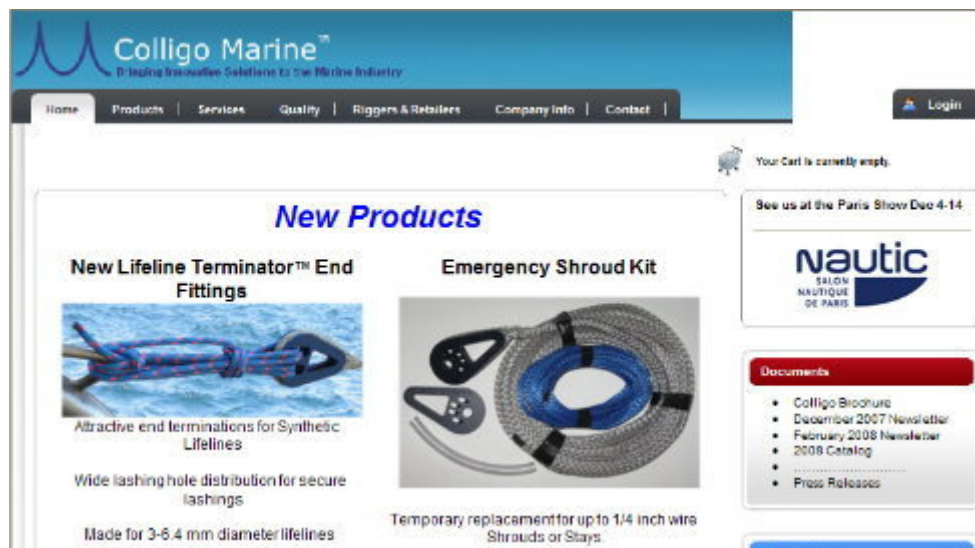 Colligo Marine™
Bringing Innovative Solutions to the Marine Industry
Home
Products
Services
Quality
Riggers & Retailers
Company Info
Contact
Login
Your Cart is currently empty.
New Products
New Lifeline Terminator™ End
Fittings
Attractive end terminations for Synthetic
Lifelines
Wide lashing hole distribution for secure
lashings
Made for 3-6.4 mm diameter lifelines
Emergency Shroud Kit
Temporary replacement for up to 1/4 inch wire
Shrouds or Stays.
See us at the Paris Show Dec 4-14
nautic
SALON
NAUTIQUE
DE PARIS
Documents
Colligo Brochure
December 2007 Newsletter
February 2008 Newsletter
2008 Catalog
........................
Press Releases